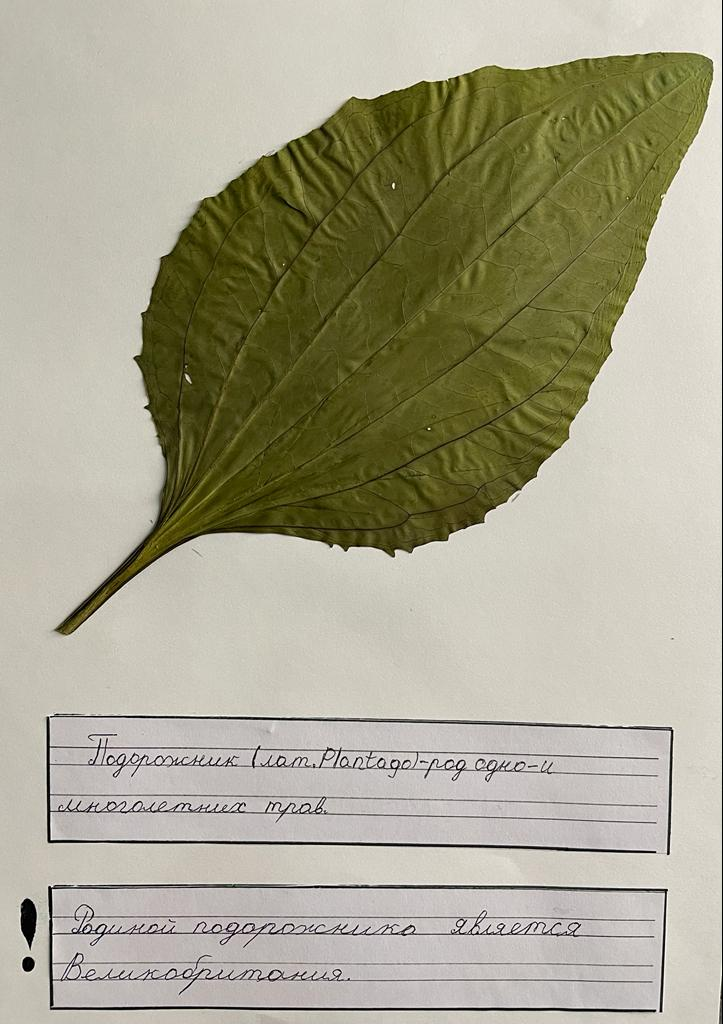 Подорожник (лат. Plantago)-род одно-и
многолетних трав.
! Родиной подорожника является
Великобритания.